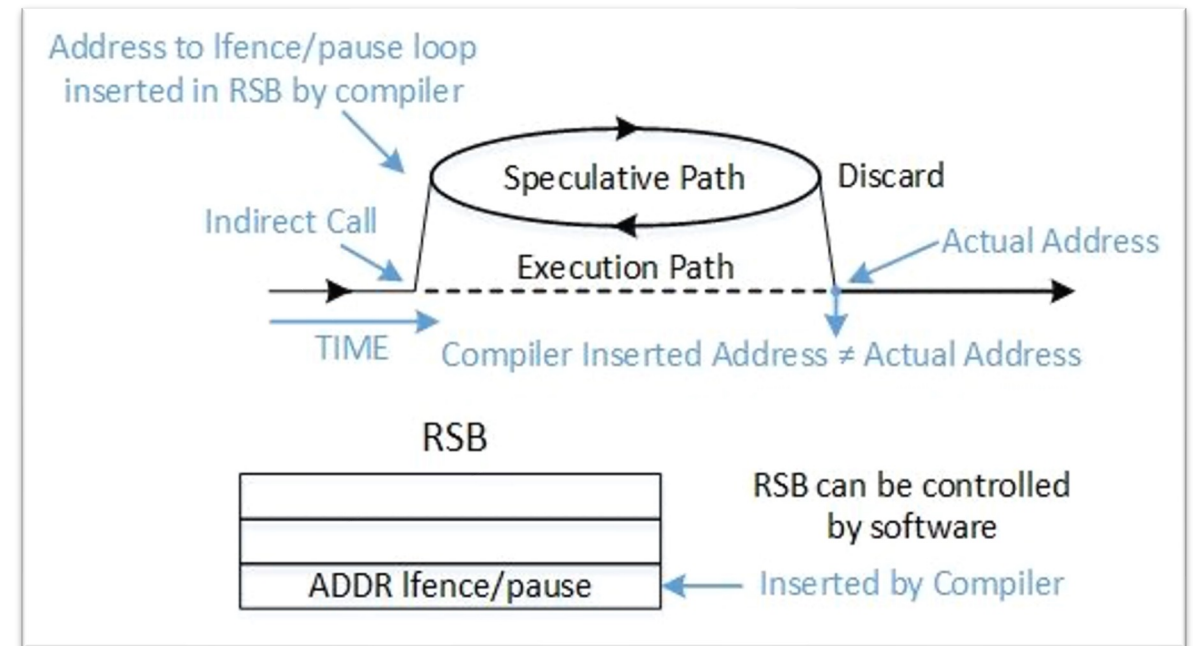 Address to lfence/pause loop
inserted in RSB by compiler
Speculative Path
Discard
Indirect Call
Actual Address
Execution Path
TIME
Compiler Inserted Address ≠ Actual Address
RSB
RSB can be controlled
by software
ADDR lfence/pause
Inserted by Compiler